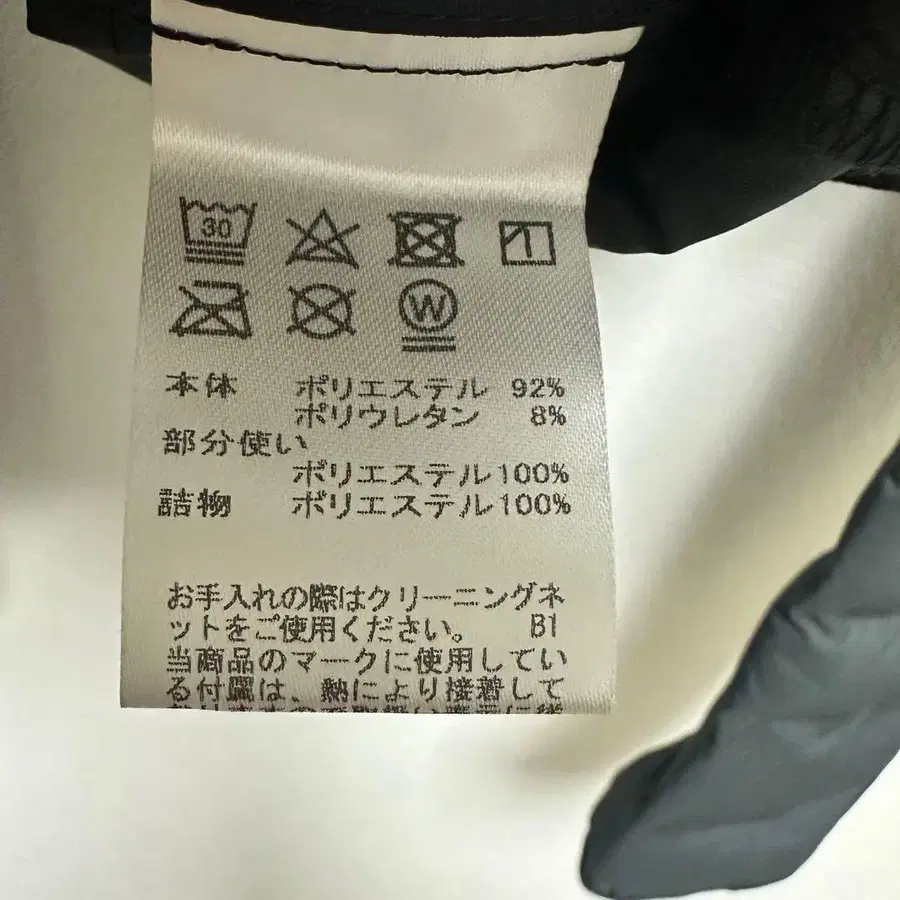 30
W
本体 ポリエステル 92%
ポリウレタン 8%
部分使い
ポリエステル100%
詰物 ポリエステル100%
お手入れの際はクリーニングネ
ットをご使用ください。 B1
当商品のマークに使用してい
る付属は、熱により接着して